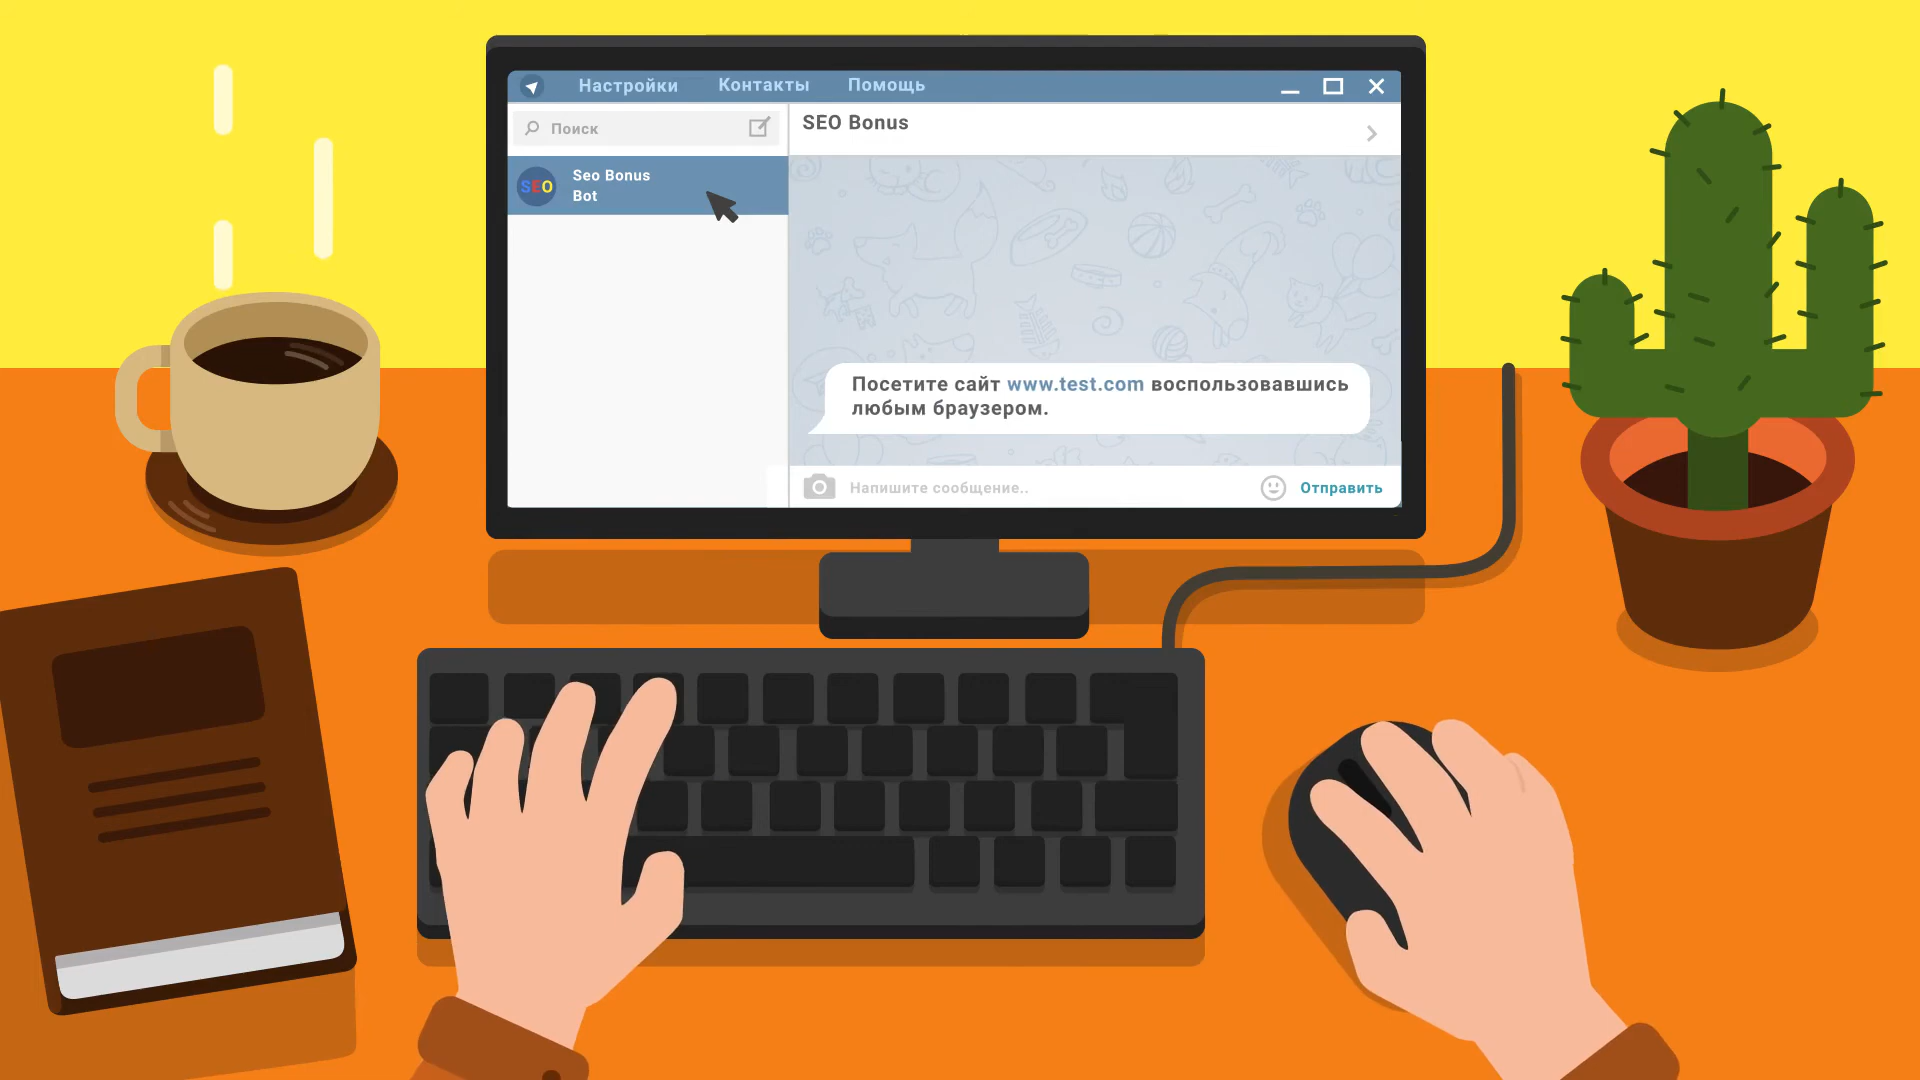 Настройки Контакты Помощь
Поиск
SEO Bonus
SEO
Seo Bonus
Bot
Посетите сайт www.test.com воспользовавшись
любым браузером.
Напишите сообщение..
Отправить